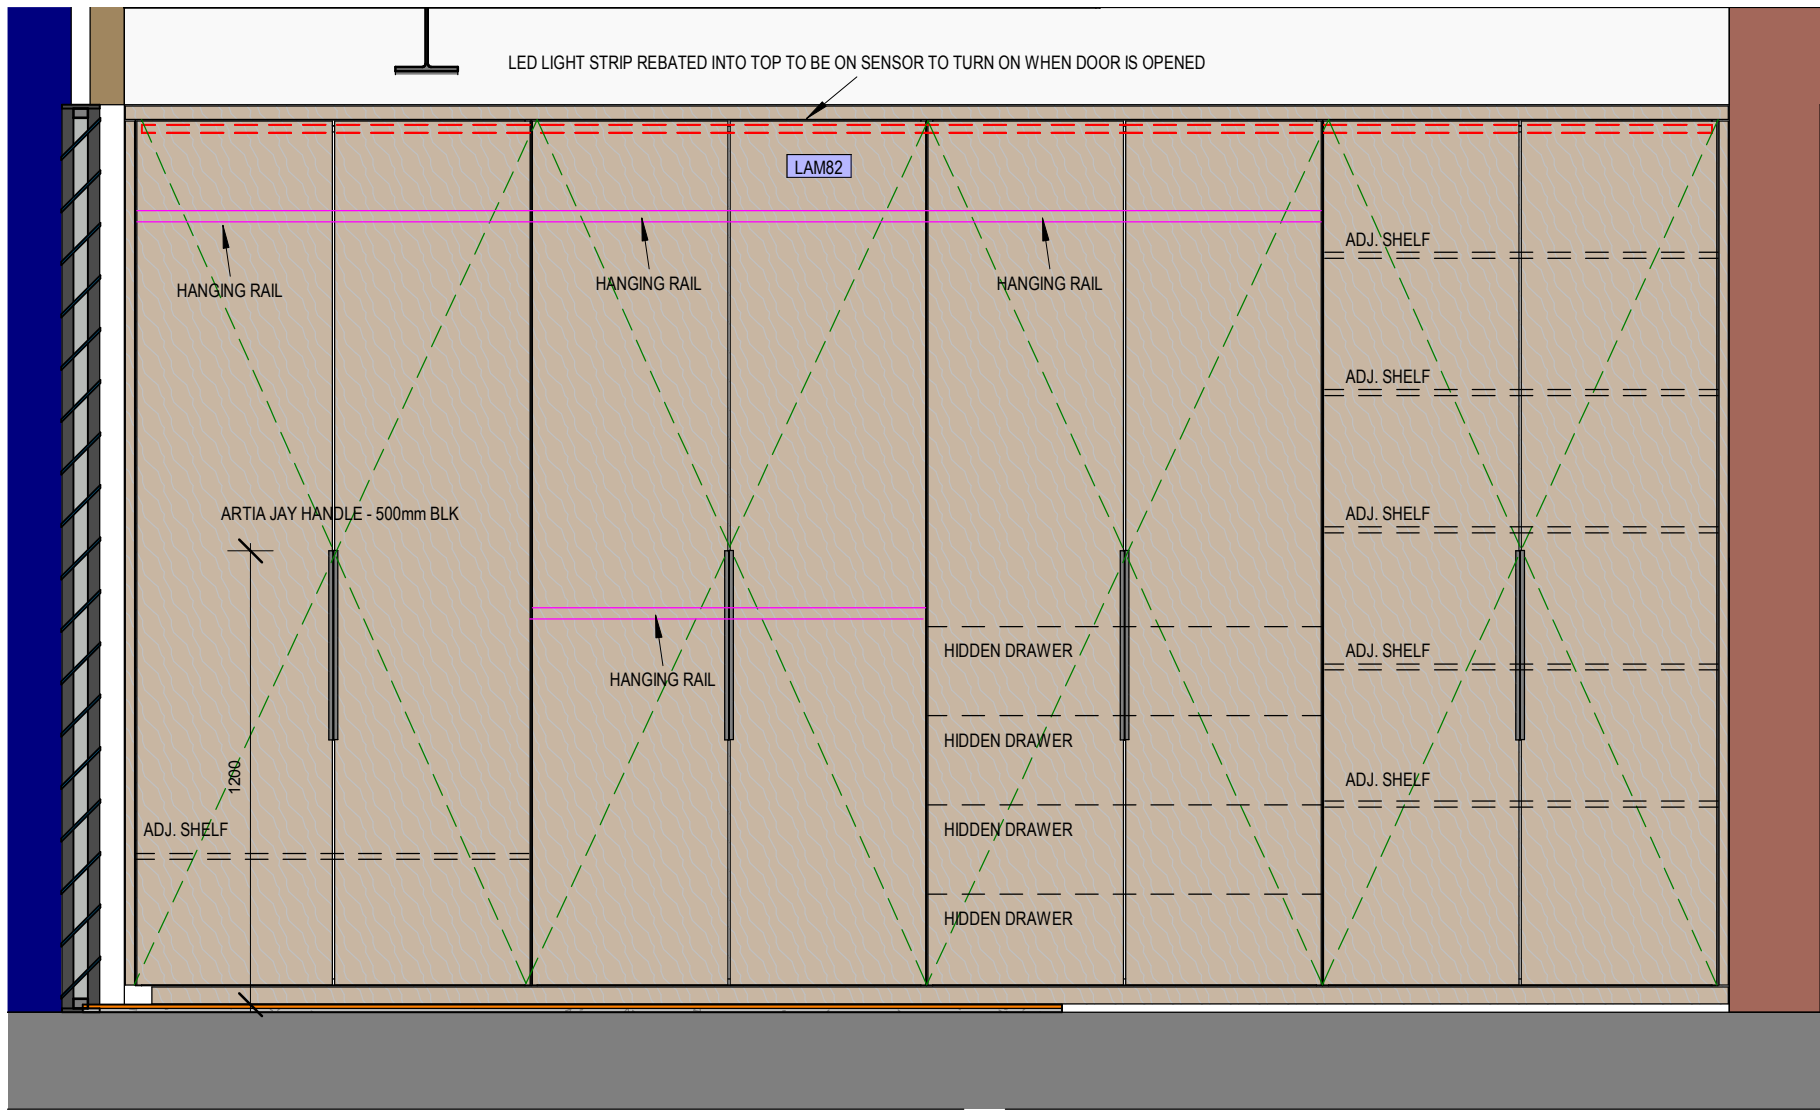 LED LIGHT STRIP REBATED INTO TOP TO BE ON SENSOR TO TURN ON WHEN DOOR IS OPENED
LAM82
HANGING RAIL
HANGING RAIL
HANGING RAIL
ADJ. SHELF
ADJ. SHELF
ARTIA JAY HANDLE - 500mm BLK
ADJ. SHELF
HANGING RAIL
HIDDEN DRAWER
ADJ. SHELF
HIDDEN DRAWER
1200
ADJ. SHELF
ADJ. SHELF
HIDDEN DRAWER
HIDDEN DRAWER